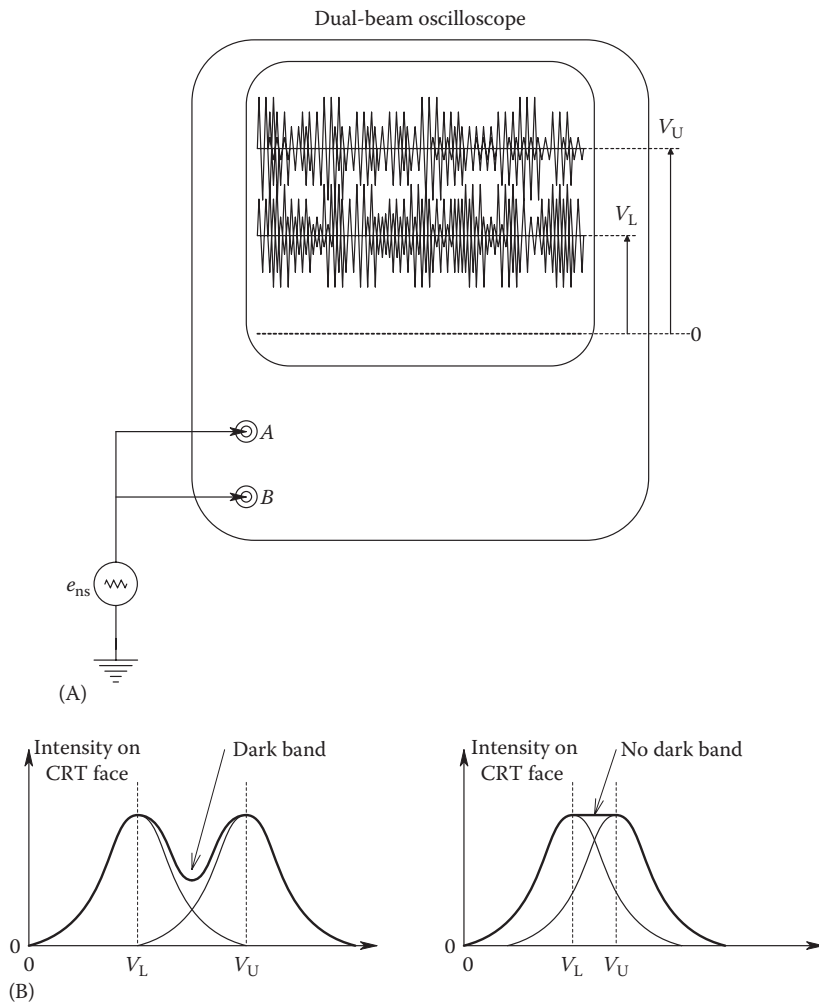 Dual-beam oscilloscope
V_U
V_L
0
A
B
e_ns
(A)
Intensity on
CRT face
Dark band
0
0
V_L
V_U
(B)
Intensity on
CRT face
No dark band
0
0
V_L
V_U